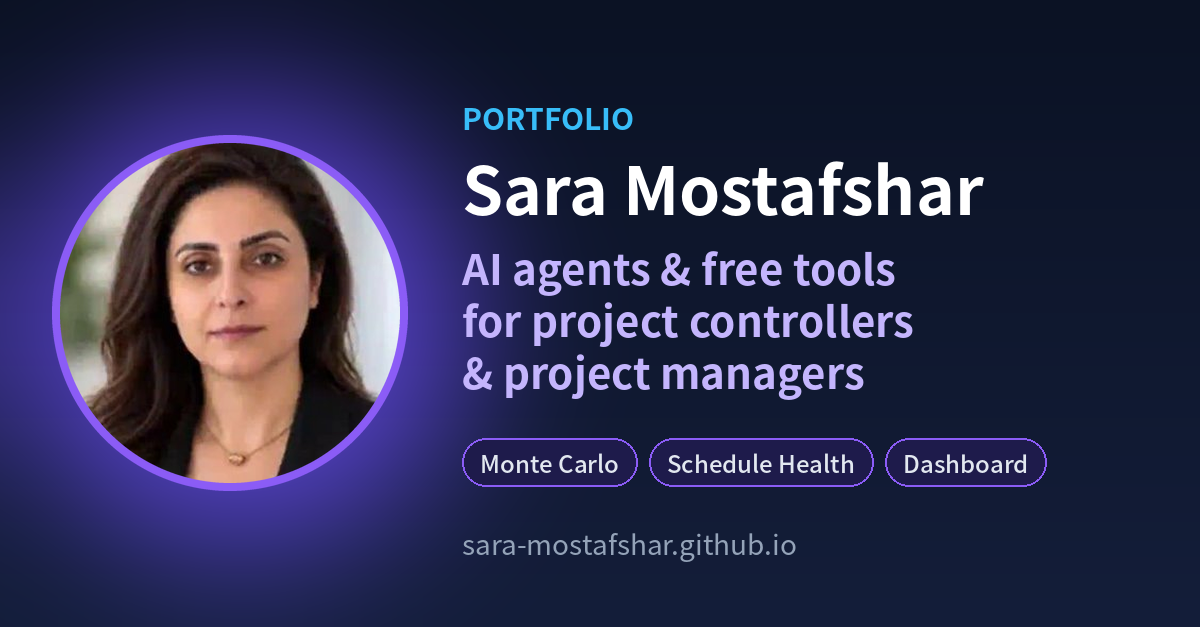 PORTFOLIO
Sara Mostafshar
AI agents & free tools
for project controllers
& project managers
Monte Carlo
Schedule Health
Dashboard
sara-mostafshar.github.io